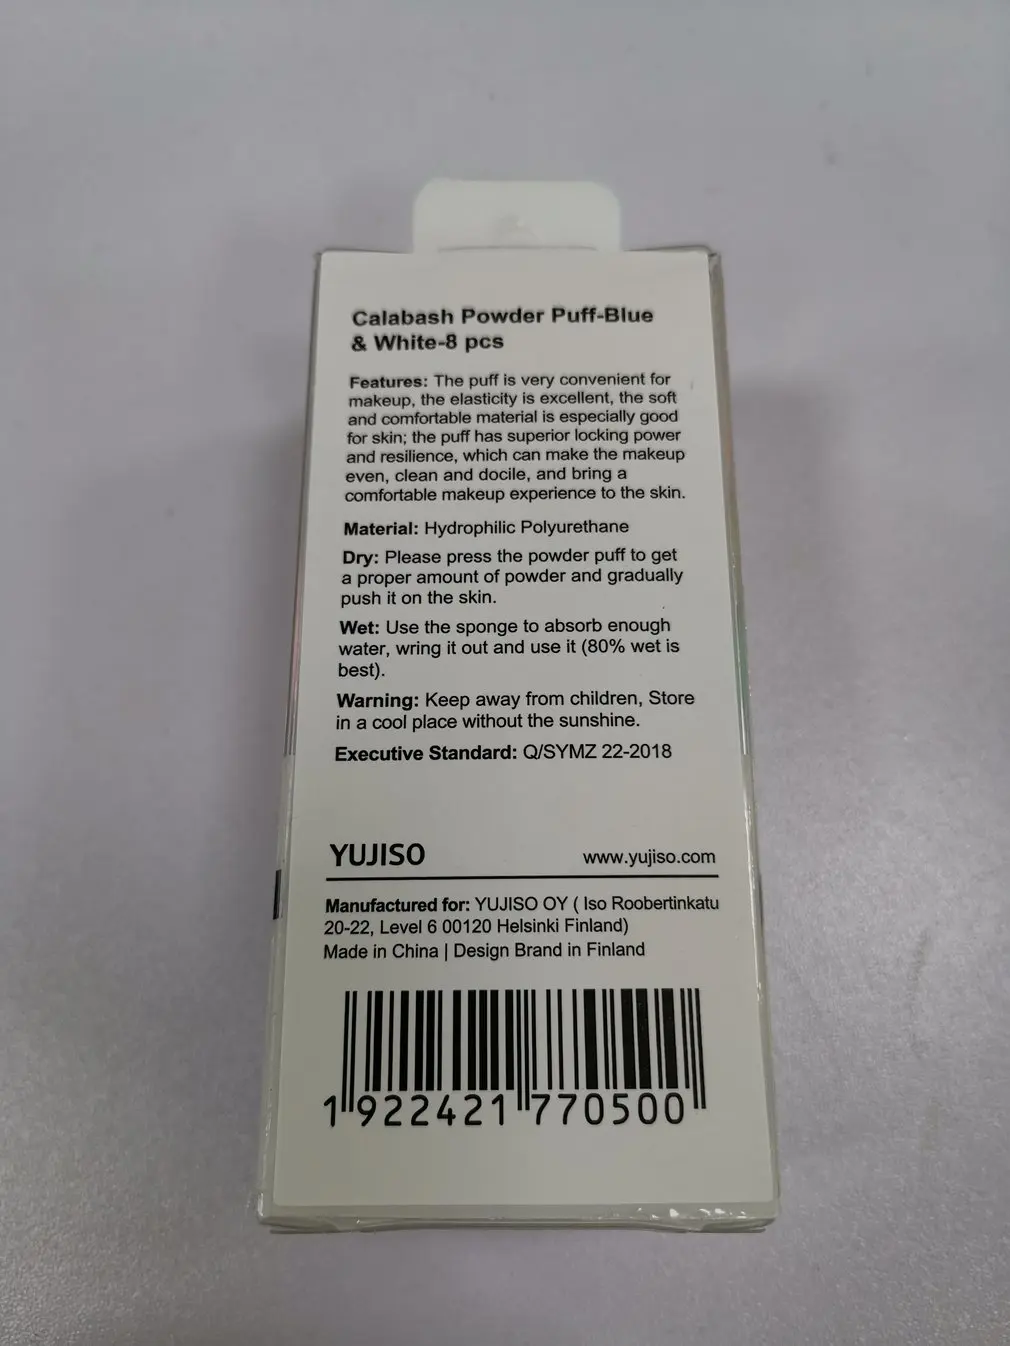 Calabash Powder Puff-Blue
& White-8 pcs
Features: The puff is very convenient for
makeup, the elasticity is excellent, the soft
and comfortable material is especially good
for skin; the puff has superior locking power
and resilience, which can make the makeup
even, clean and docile, and bring a
comfortable makeup experience to the skin.
Material: Hydrophilic Polyurethane
Dry: Please press the powder puff to get
a proper amount of powder and gradually
push it on the skin.
Wet: Use the sponge to absorb enough
water, wring it out and use it (80% wet is
best).
Warning: Keep away from children, Store
in a cool place without the sunshine.
Executive Standard: Q/SYMZ 22-2018
YUJISO www.yujiso.com
Manufactured for: YUJISO OY ( Iso Roobertinkatu
20-22, Level 6 00120 Helsinki Finland)
Made in China | Design Brand in Finland
1 922421 770500